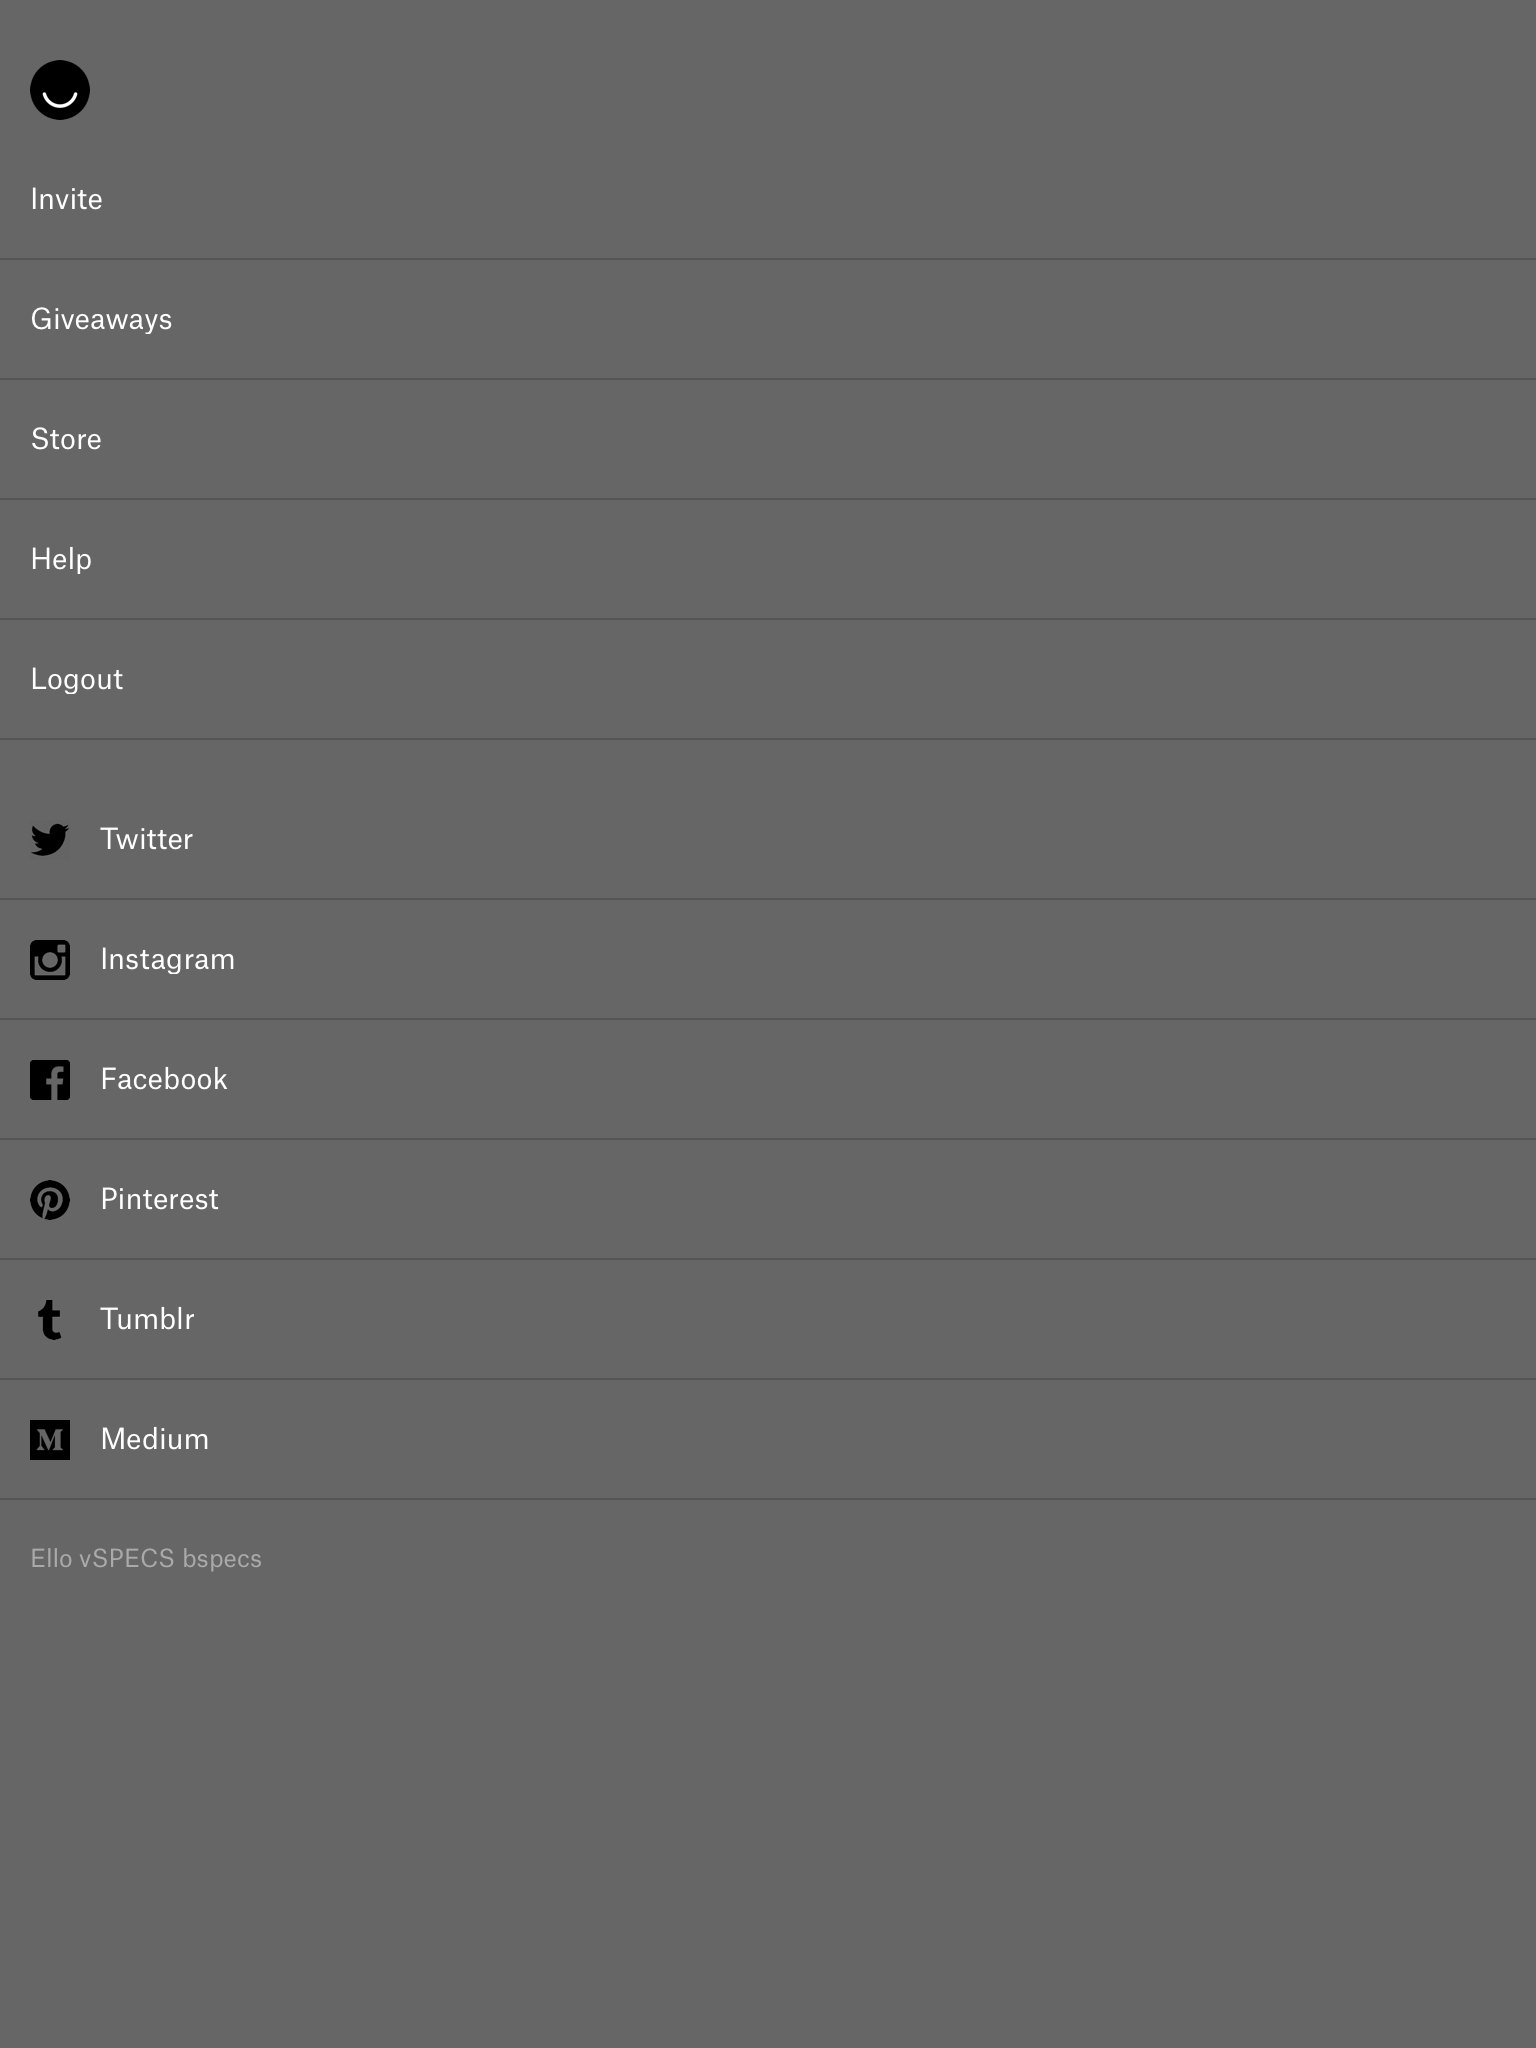 Invite
Giveaways
Store
Help
Logout
Twitter
Instagram
Facebook
Pinterest
Tumblr
Medium
Ello vSPECS bspecs